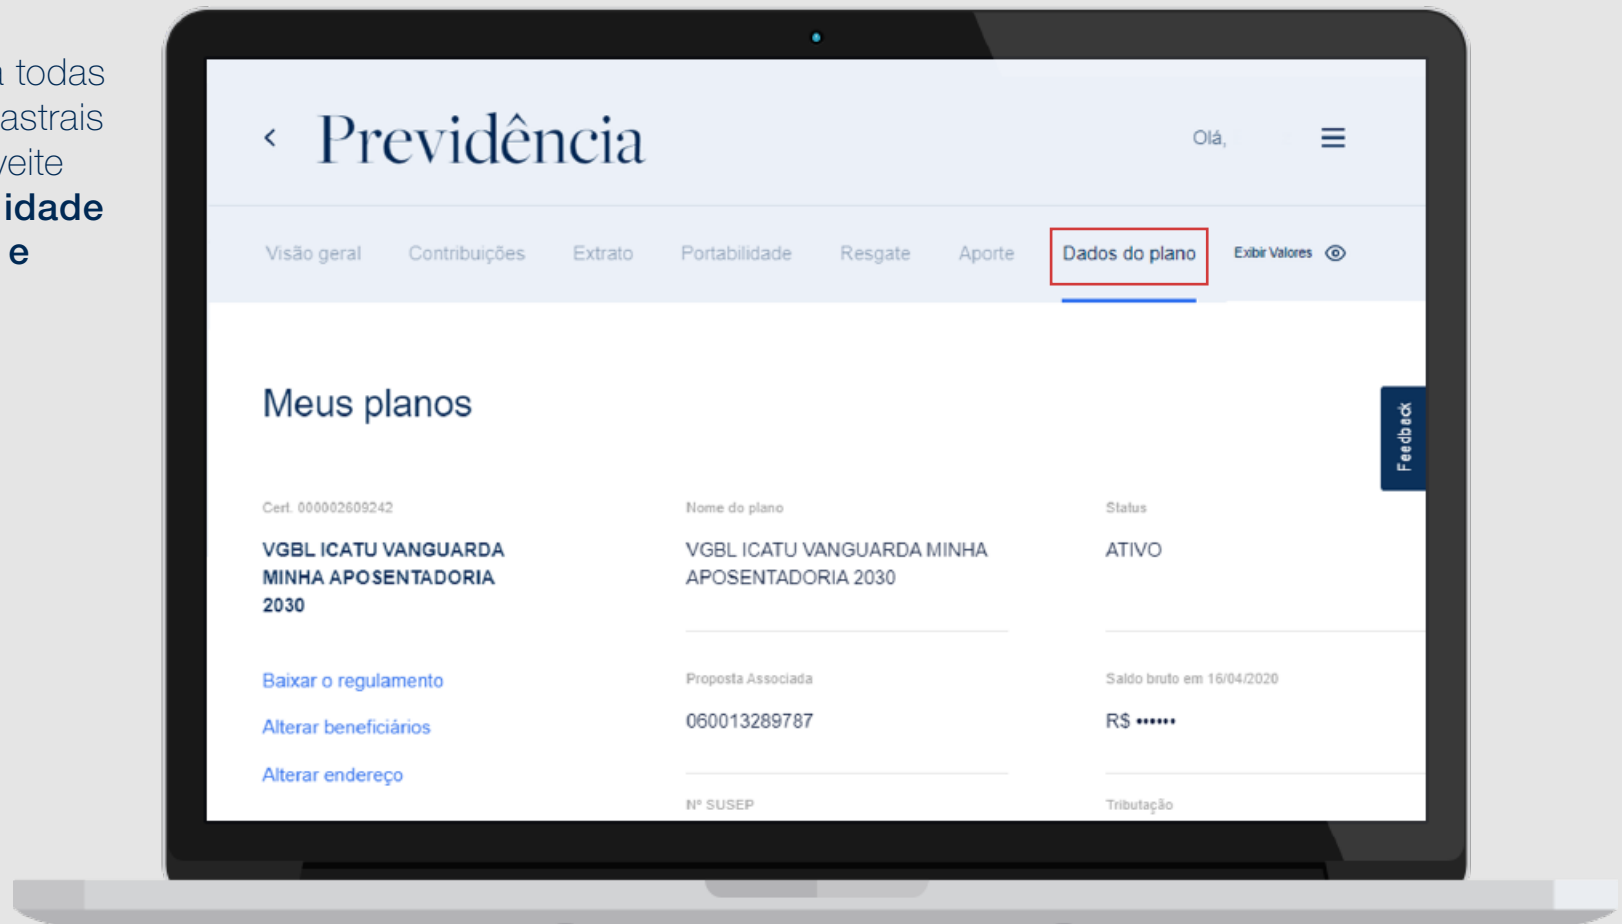 todas
astrais
veite
idade
e
Previdência
Olá,
Visão geral Contribuições Extrato Portabilidade Resgate Aporte Dados do plano Exibir Valores
Meus planos
Feedback
Cert. 000002609242
VGBL ICATU VANGUARDA
MINHA APOSENTADORIA
2030
Baixar o regulamento
Alterar beneficiários
Alterar endereço
Nome do plano
VGBL ICATU VANGUARDA MINHA
APOSENTADORIA 2030
Proposta Associada
060013289787
Nº SUSEP
Status
ATIVO
Saldo bruto em 16/04/2020
R$ ••••••
Tributação